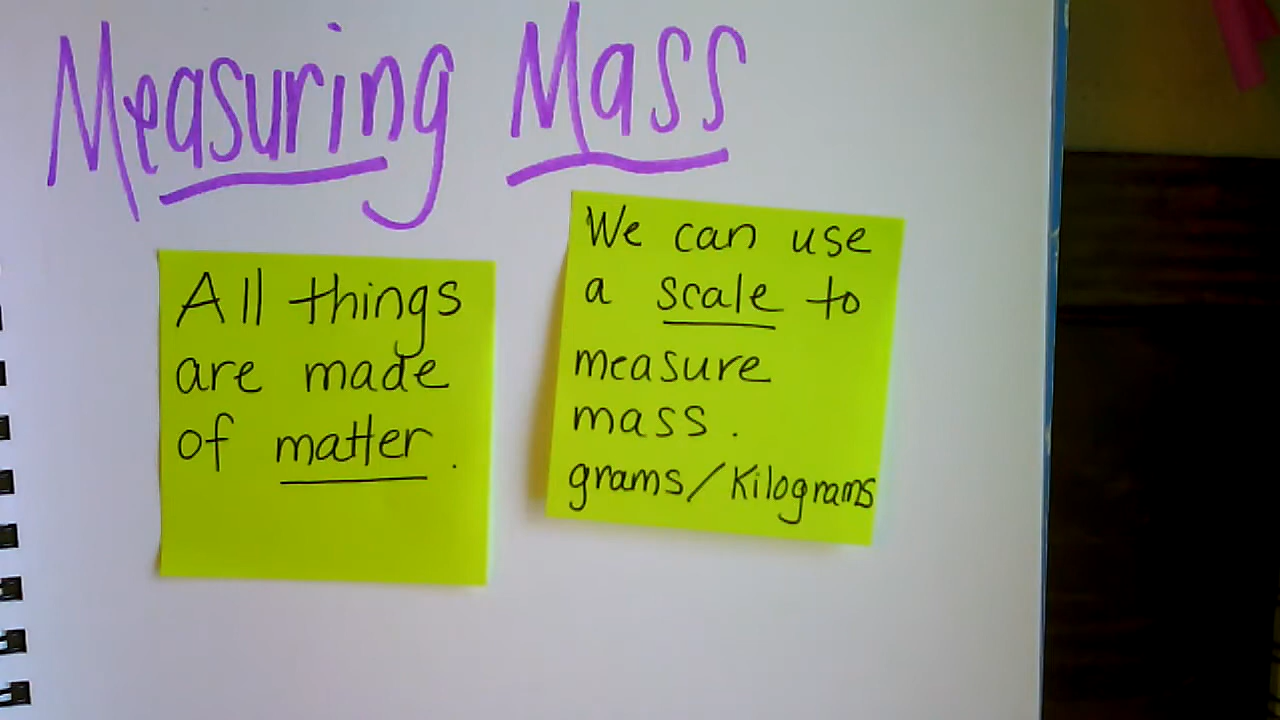 Measuring Mass
All things
are made
of matter.
We can use
a scale to
measure
mass.
grams/Kilograms